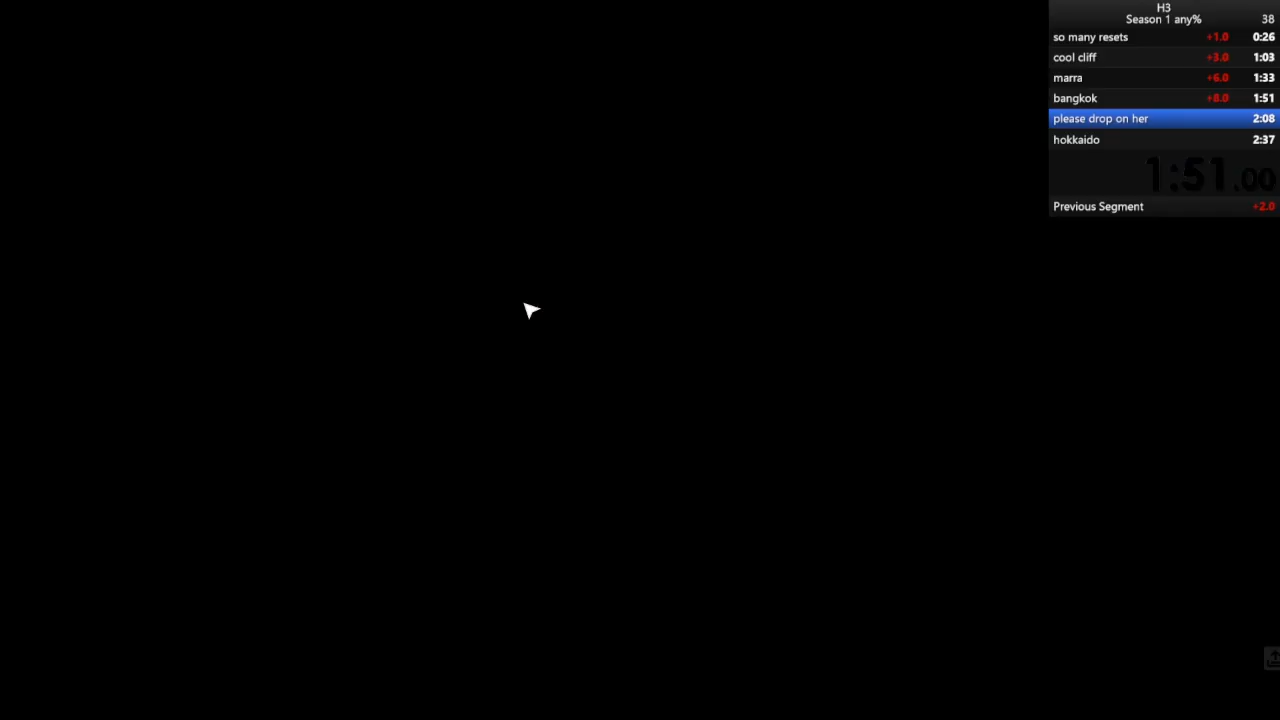 H3
Season 1 any% 38
so many resets +1.0 0:26
cool cliff +3.0 1:03
marra +6.0 1:33
bangkok +8.0 1:51
please drop on her 2:08
hokkaido 2:37
1:51.00
Previous Segment +2.0